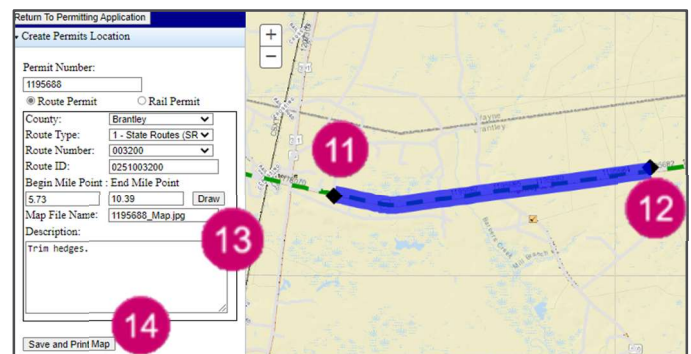 Return To Permitting Application
Create Permits Location
Permit Number:
1195688
Route Permit Rail Permit
County: Brantley
Route Type: 1 - State Routes (SR
Route Number: 003200
Route ID: 0251003200
Begin Mile Point : End Mile Point
5.73 10.39 Draw
Map File Name: 1195688_Map.jpg
Description:
Trim hedges.
Save and Print Map
+
−
11
12
13
14
Brantley